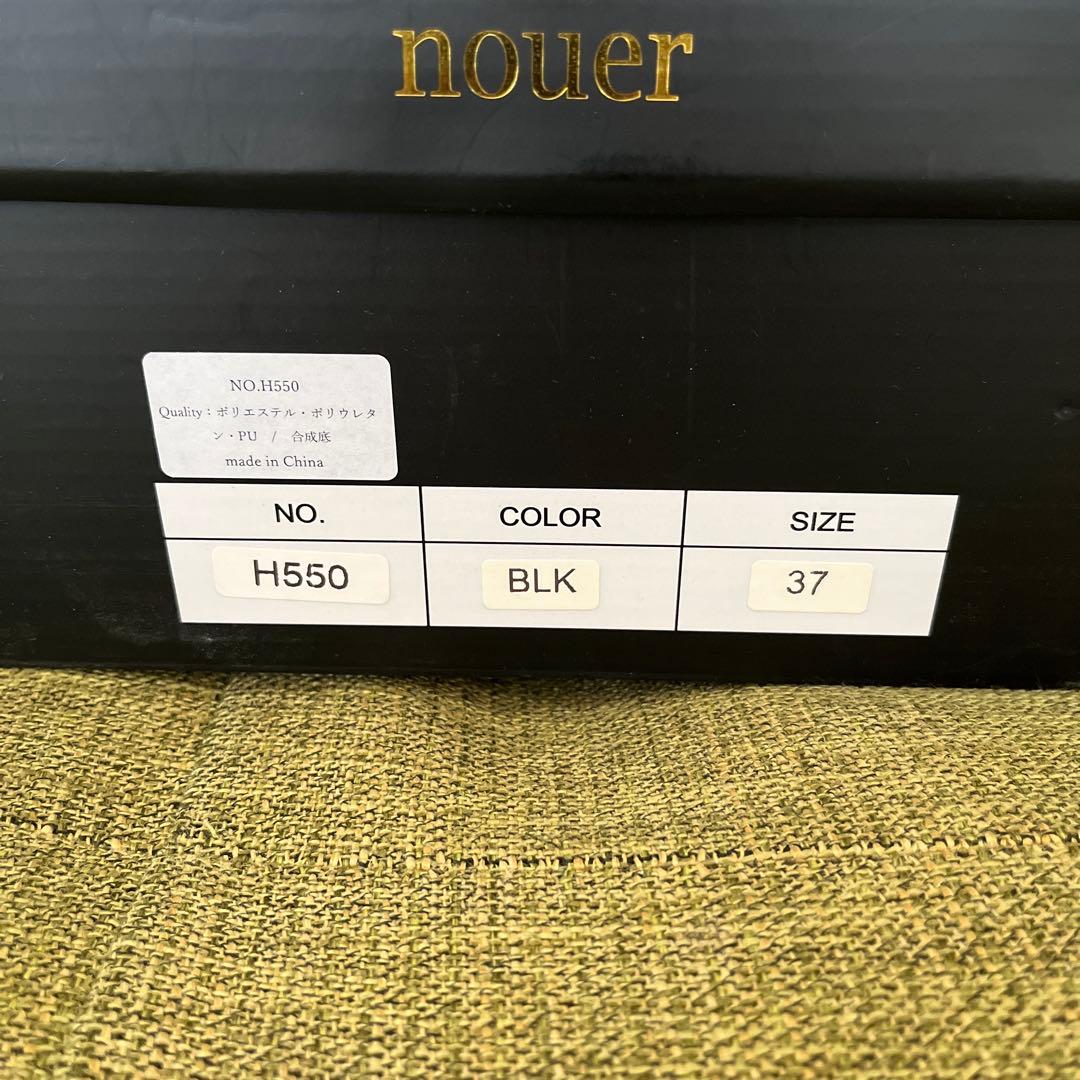 nouer
NO.H550
Quality：ポリエステル・ポリウレタ
ン・PU / 合成底
made in China
NO. COLOR SIZE
H550 BLK 37